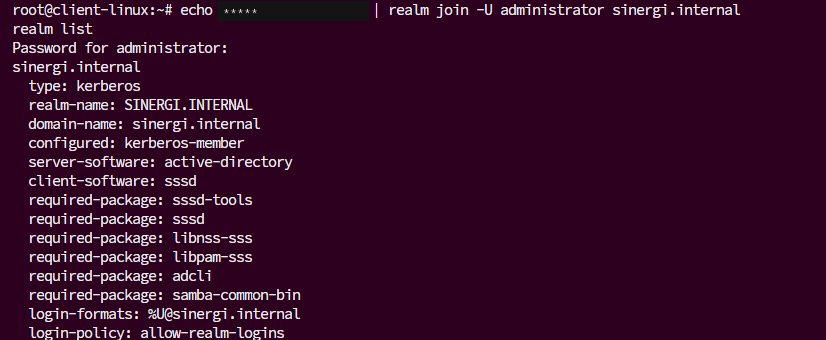 root@client-linux:~# echo ***** | realm join -U administrator sinergi.internal
realm list
Password for administrator:
sinergi.internal
  type: kerberos
  realm-name: SINERGI.INTERNAL
  domain-name: sinergi.internal
  configured: kerberos-member
  server-software: active-directory
  client-software: sssd
  required-package: sssd-tools
  required-package: sssd
  required-package: libnss-sss
  required-package: libpam-sss
  required-package: adcli
  required-package: samba-common-bin
  login-formats: %U@sinergi.internal
  login-policy: allow-realm-logins